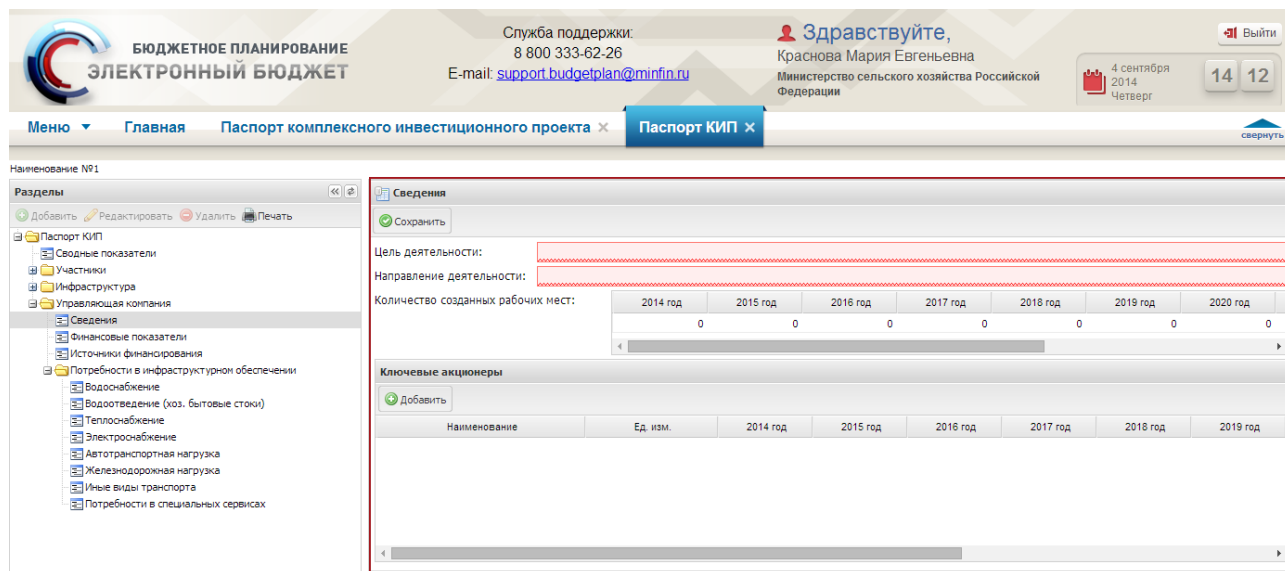 БЮДЖЕТНОЕ ПЛАНИРОВАНИЕ
ЭЛЕКТРОННЫЙ БЮДЖЕТ
Служба поддержки:
8 800 333-62-26
E-mail: support.budgetplan@minfin.ru
Здравствуйте,
Краснова Мария Евгеньевна
Министерство сельского хозяйства Российской
Федерации
Выйти
4 сентября
2014
Четверг
14 12
Меню Главная Паспорт комплексного инвестиционного проекта × Паспорт КИП ×
свернуть
Наименование №1
Разделы
Добавить Редактировать Удалить Печать
Паспорт КИП
Сводные показатели
Участники
Инфраструктура
Управляющая компания
Сведения
Финансовые показатели
Источники финансирования
Потребности в инфраструктурном обеспечении
Водоснабжение
Водоотведение (хоз. бытовые стоки)
Теплоснабжение
Электроснабжение
Автотранспортная нагрузка
Железнодорожная нагрузка
Иные виды транспорта
Потребности в специальных сервисах
Сведения
Сохранить
Цель деятельности:
Направление деятельности:
Количество созданных рабочих мест:
2014 год 2015 год 2016 год 2017 год 2018 год 2019 год 2020 год
0 0 0 0 0 0 0
Ключевые акционеры
Добавить
Наименование Ед. изм. 2014 год 2015 год 2016 год 2017 год 2018 год 2019 год